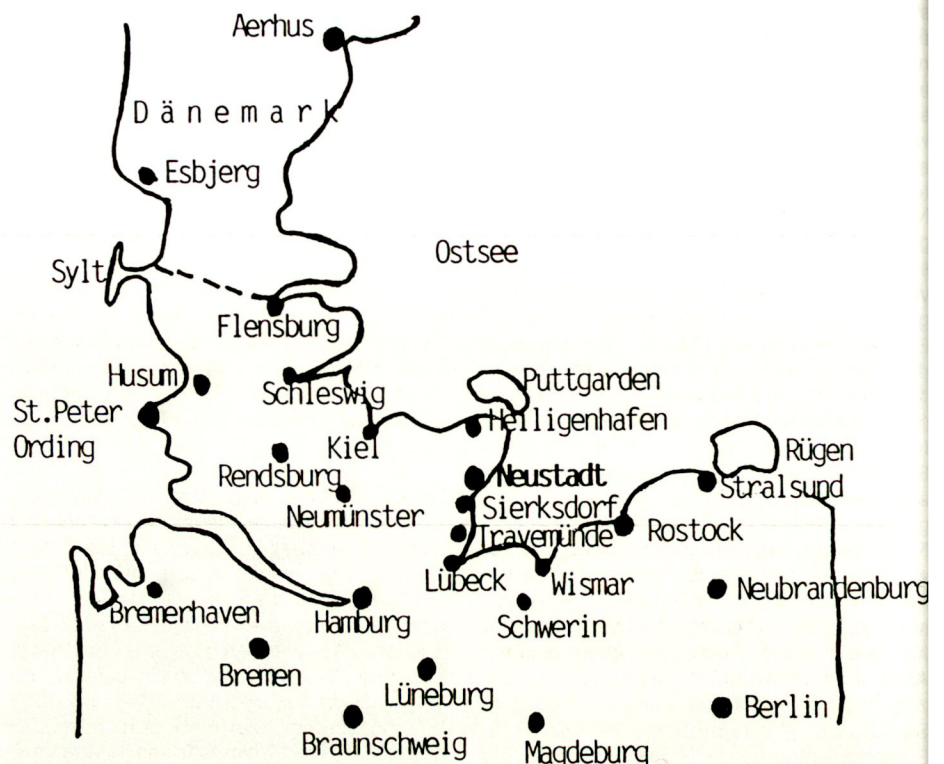 Aerhus
Dänemark
Esbjerg
Ostsee
Sylt
Flensburg
Puttgarden
Husum
Schleswig
Heiligenhafen
St.Peter
Ording
Kiel
Rügen
Rendsburg
Neustadt
Stralsund
Neumünster
Sierksdorf
Travemünde
Rostock
Lübeck
Wismar
Neubrandenburg
Bremerhaven
Hamburg
Schwerin
Bremen
Lüneburg
Berlin
Braunschweig
Magdeburg